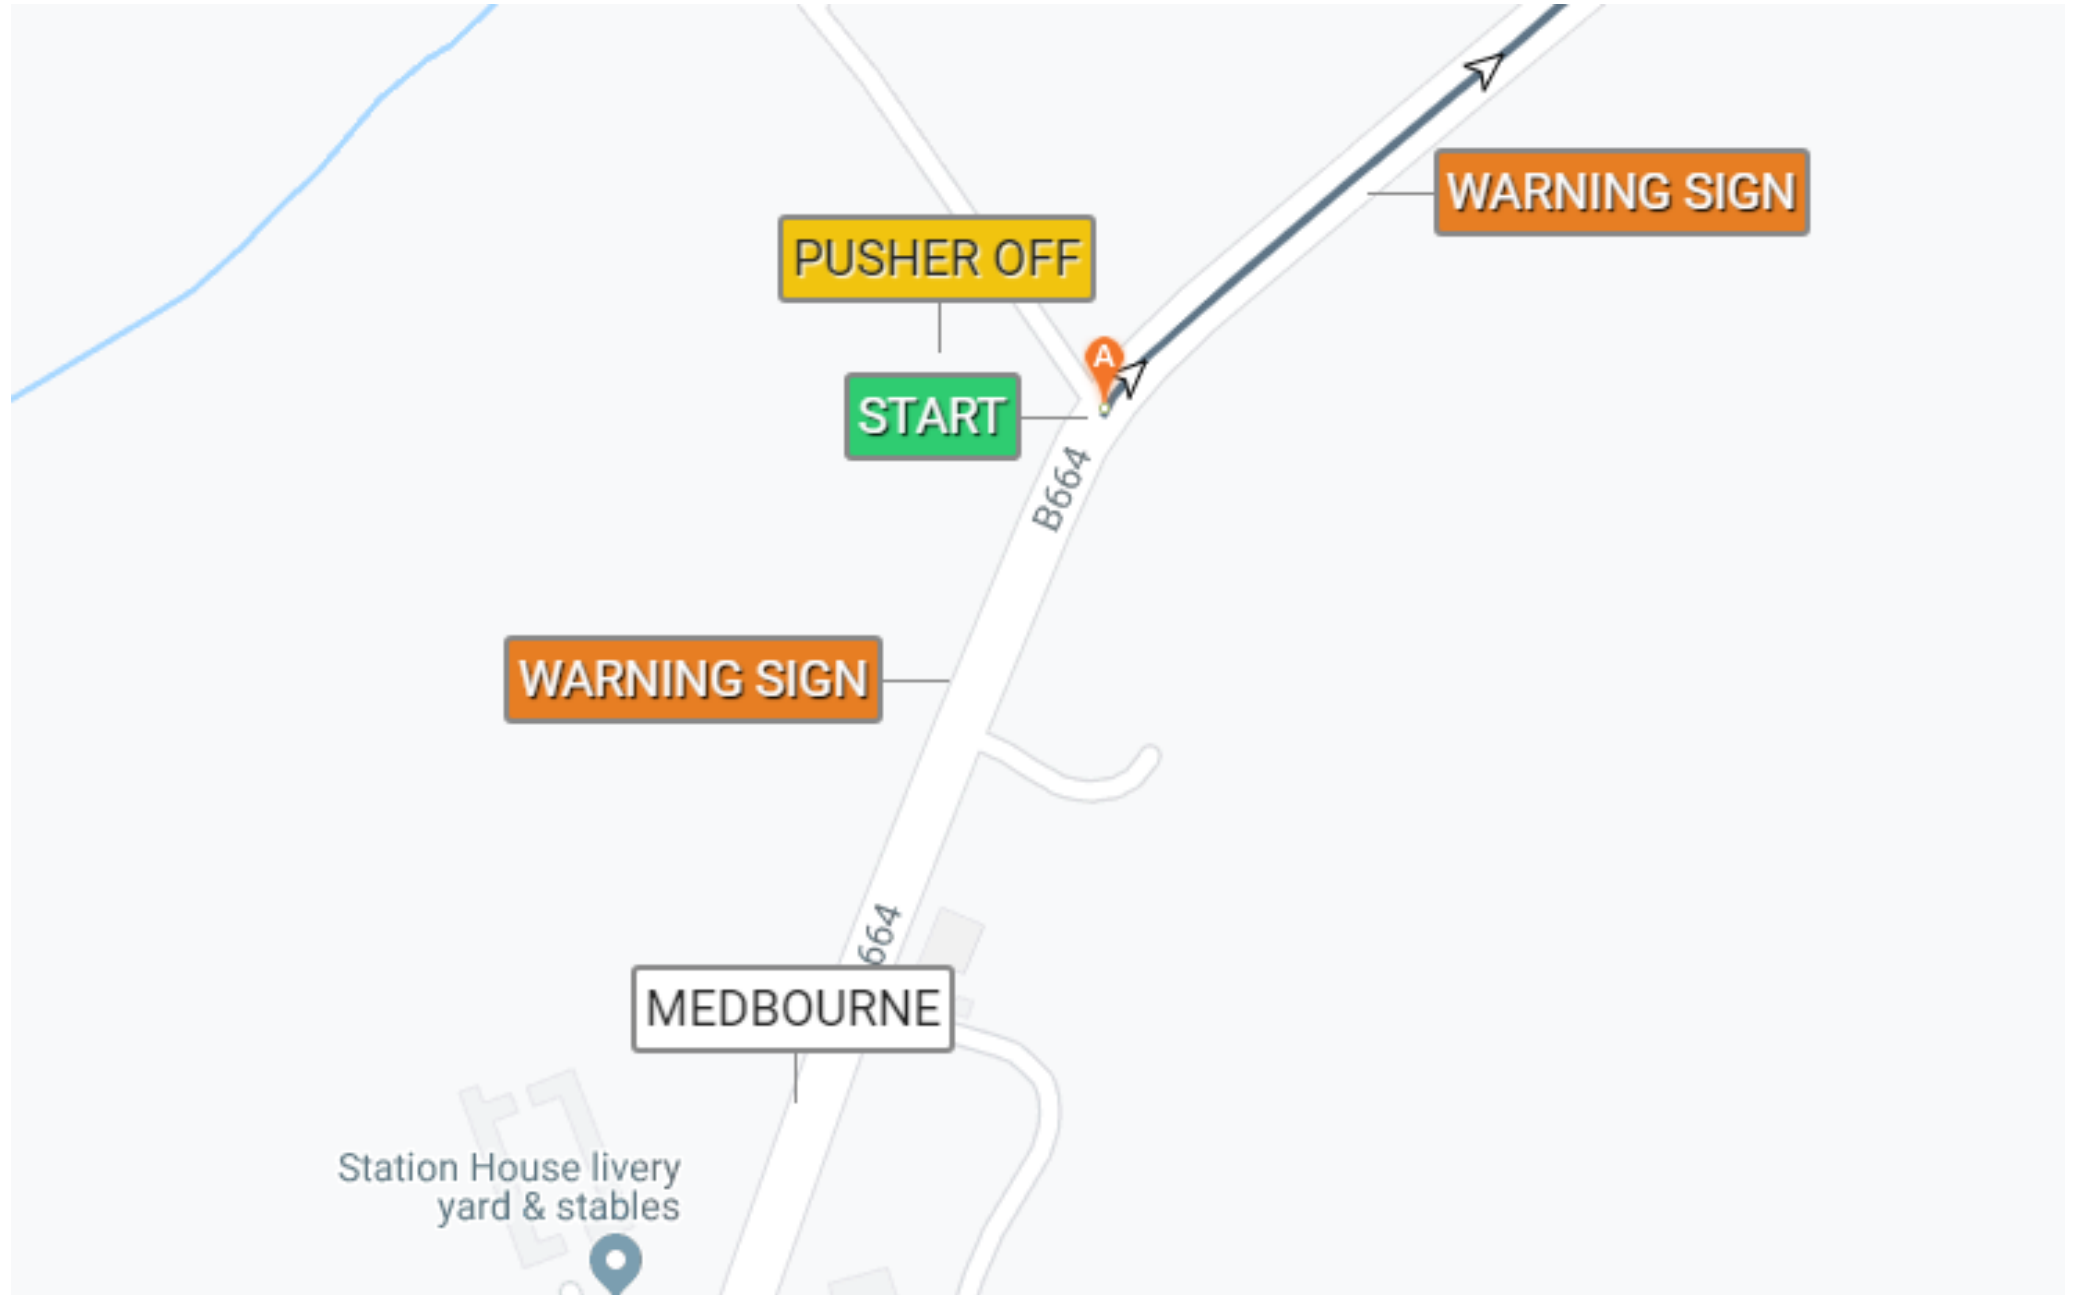 WARNING SIGN
PUSHER OFF
A
START
B664
WARNING SIGN
664
MEDBOURNE
Station House livery
yard & stables